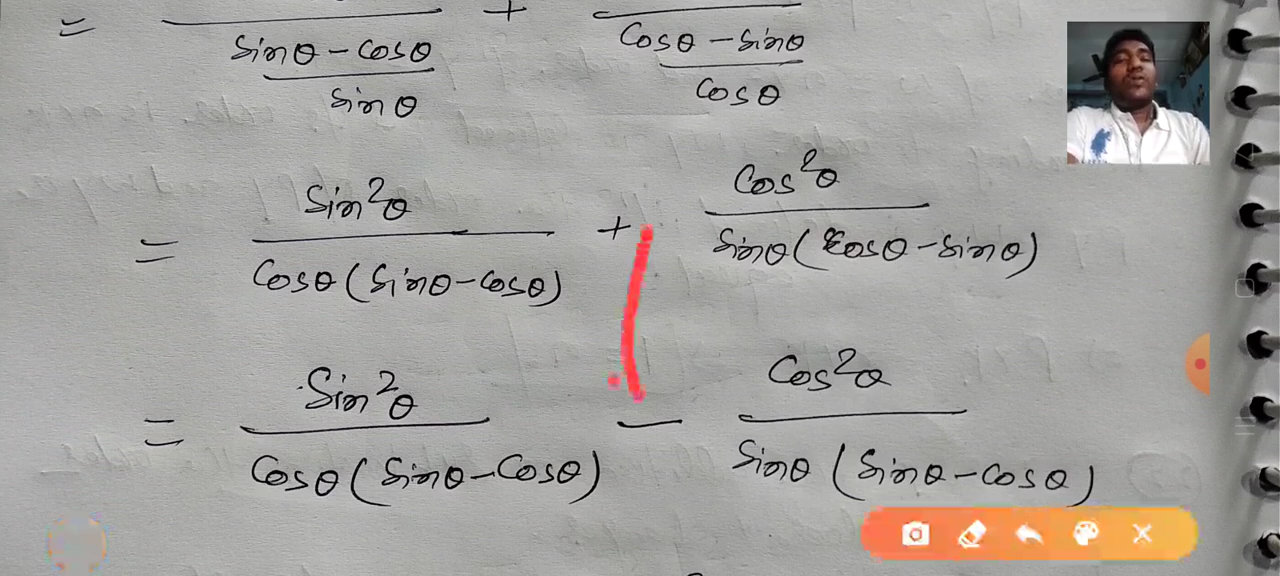 = +
sinθ - cosθ cosθ - sinθ
sinθ cosθ
= sin²θ + cos²θ
cosθ (sinθ - cosθ) sinθ (cosθ - sinθ)
= sin²θ - cos²θ
cosθ (sinθ - cosθ) sinθ (sinθ - cosθ)